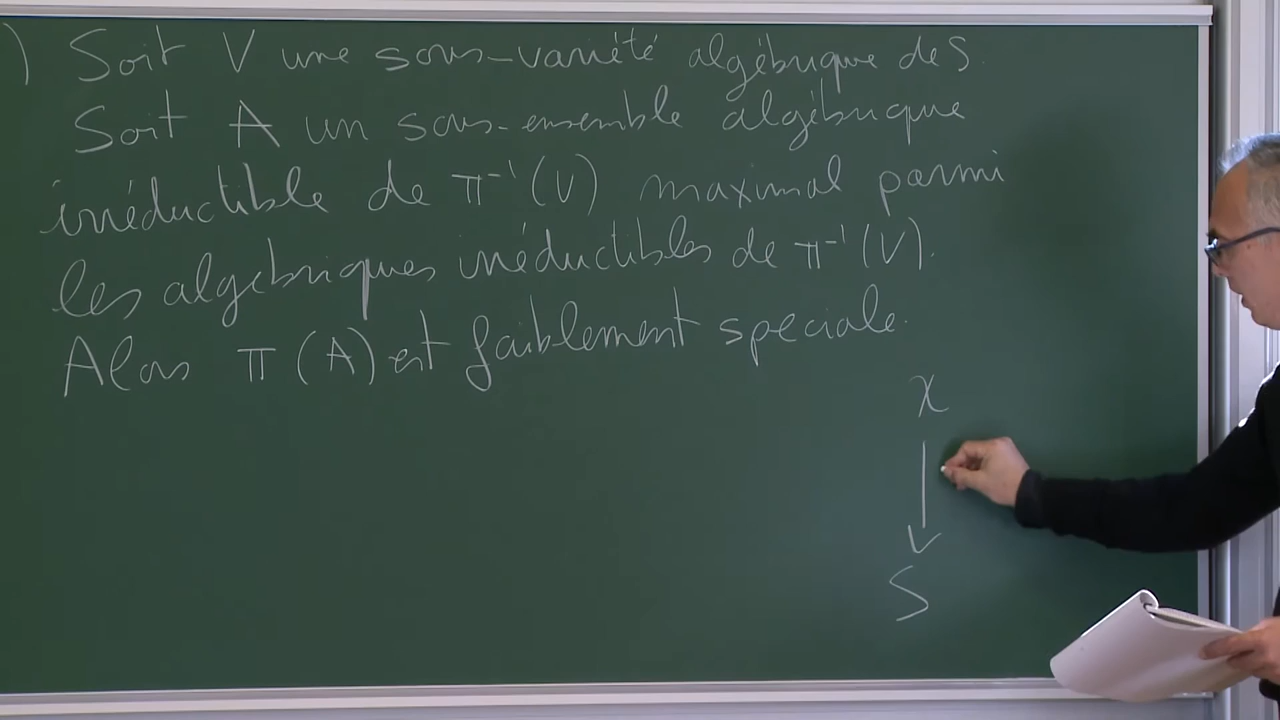 ) Soit V une sous-variété algébrique de S.
Soit A un sous-ensemble algébrique
irréductible de π⁻¹(V) maximal parmi
les algébriques irréductibles de π⁻¹(V).
Alors π(A) est faiblement spéciale.
X
↓
S